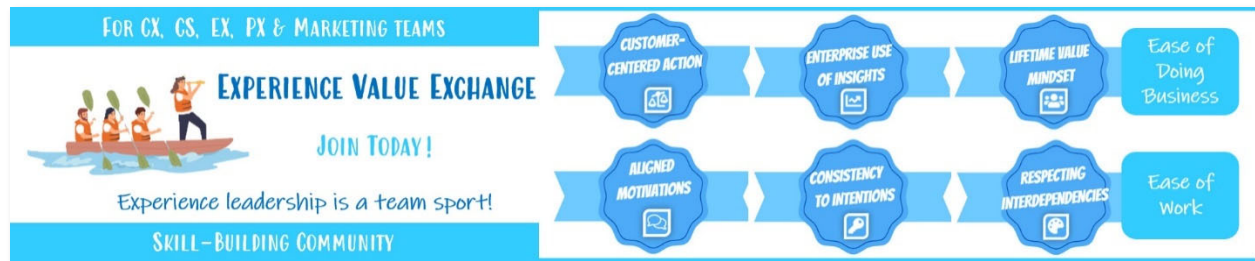 FOR CX, CS, EX, PX & MARKETING TEAMS
EXPERIENCE VALUE EXCHANGE
JOIN TODAY!
Experience leadership is a team sport!
SKILL-BUILDING COMMUNITY
CUSTOMER-
CENTERED ACTION
ENTERPRISE USE
OF INSIGHTS
LIFETIME VALUE
MINDSET
Ease of
Doing
Business
ALIGNED
MOTIVATIONS
CONSISTENCY
TO INTENTIONS
RESPECTING
INTERDEPENDENCIES
Ease of
Work